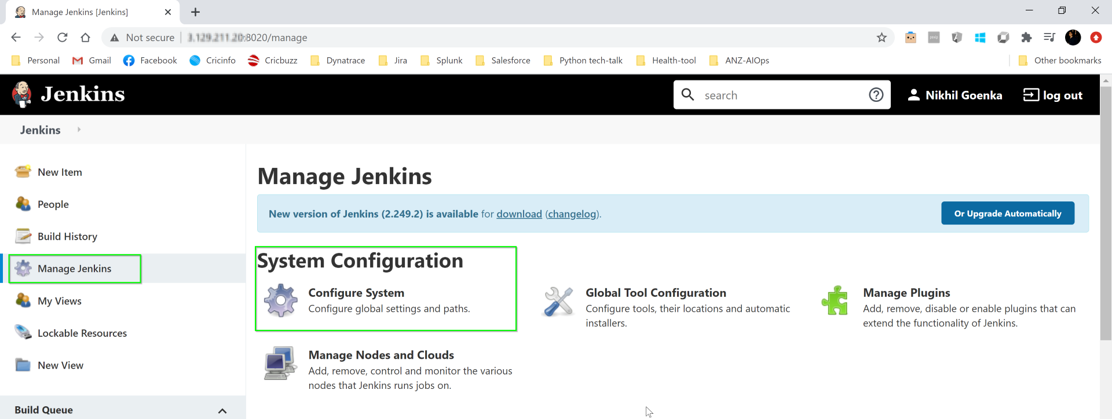 Manage Jenkins [Jenkins]
Not secure
:8020/manage
Personal
Gmail
Facebook
Cricinfo
Cricbuzz
Dynatrace
Jira
Splunk
Salesforce
Python tech-talk
Health-tool
ANZ-AIOps
Other bookmarks
Jenkins
search
Nikhil Goenka
log out
Jenkins
New Item
People
Build History
Manage Jenkins
My Views
Lockable Resources
New View
Build Queue
Manage Jenkins
New version of Jenkins (2.249.2) is available for download (changelog).
Or Upgrade Automatically
System Configuration
Configure System
Configure global settings and paths.
Global Tool Configuration
Configure tools, their locations and automatic
installers.
Manage Plugins
Add, remove, disable or enable plugins that can
extend the functionality of Jenkins.
Manage Nodes and Clouds
Add, remove, control and monitor the various
nodes that Jenkins runs jobs on.